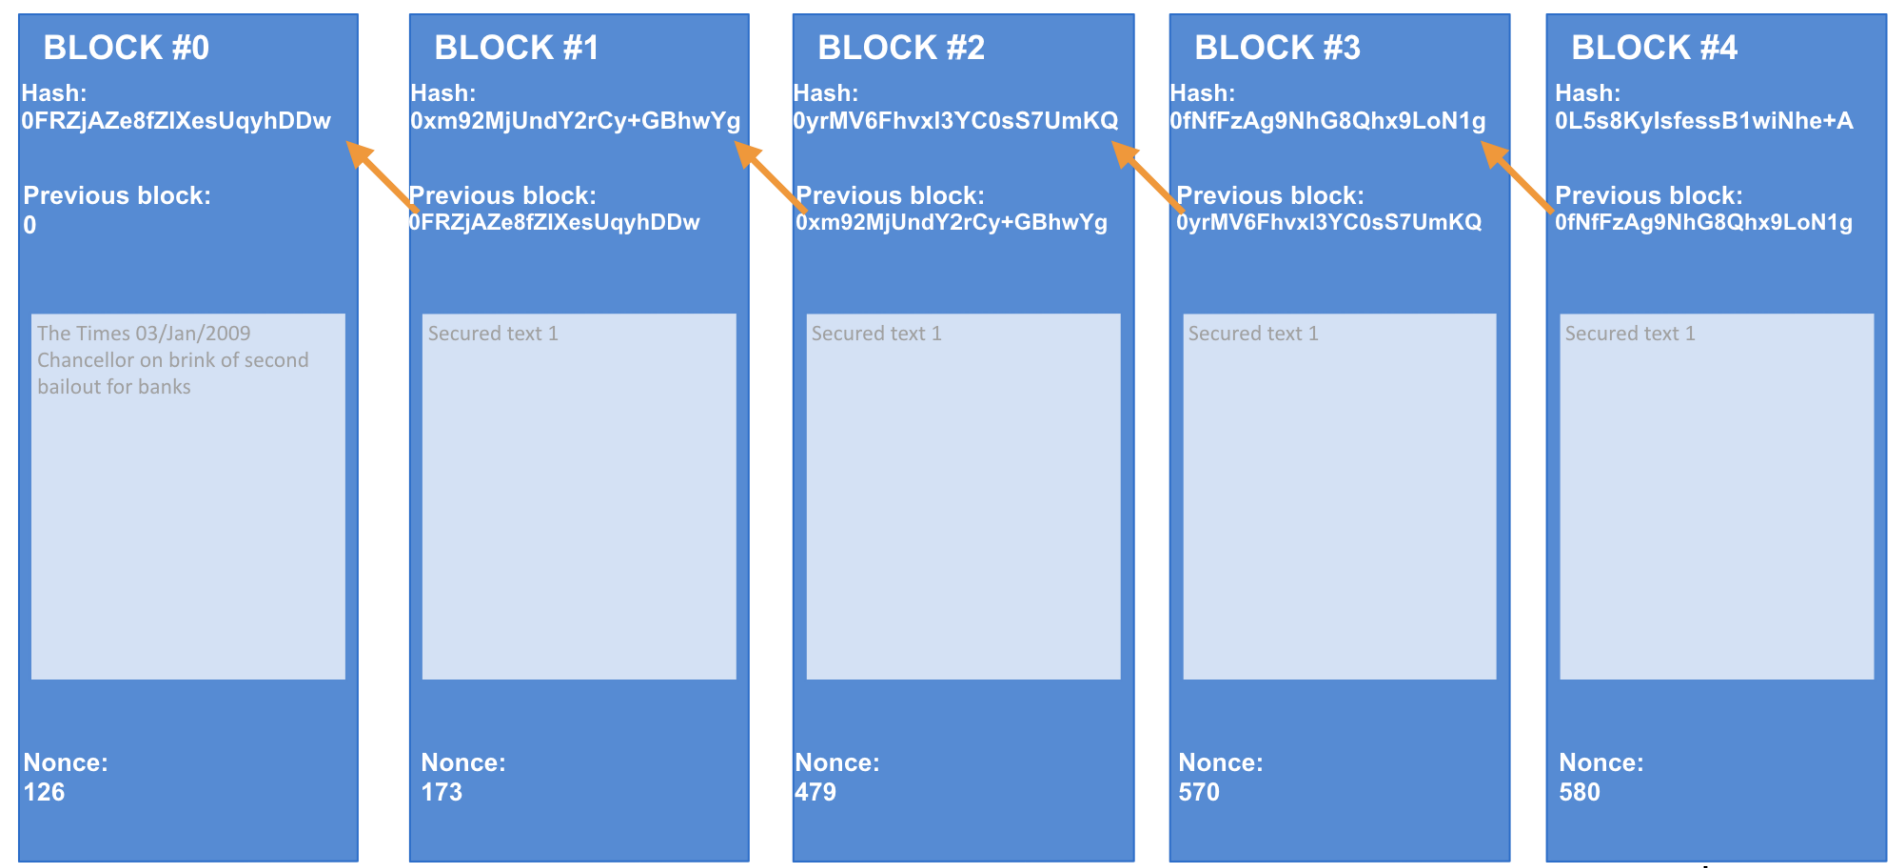 BLOCK #0
Hash:
0FRZjAZe8fZIXesUqyhDDw
Previous block:
0
The Times 03/Jan/2009
Chancellor on brink of second
bailout for banks
Nonce:
126
BLOCK #1
Hash:
0xm92MjUndY2rCy+GBhwYg
Previous block:
0FRZjAZe8fZIXesUqyhDDw
Secured text 1
Nonce:
173
BLOCK #2
Hash:
0yrMV6FhvxI3YC0sS7UmKQ
Previous block:
0xm92MjUndY2rCy+GBhwYg
Secured text 1
Nonce:
479
BLOCK #3
Hash:
0fNfFzAg9NhG8Qhx9LoN1g
Previous block:
0yrMV6FhvxI3YC0sS7UmKQ
Secured text 1
Nonce:
570
BLOCK #4
Hash:
0L5s8KyIsfessB1wiNhe+A
Previous block:
0fNfFzAg9NhG8Qhx9LoN1g
Secured text 1
Nonce:
580